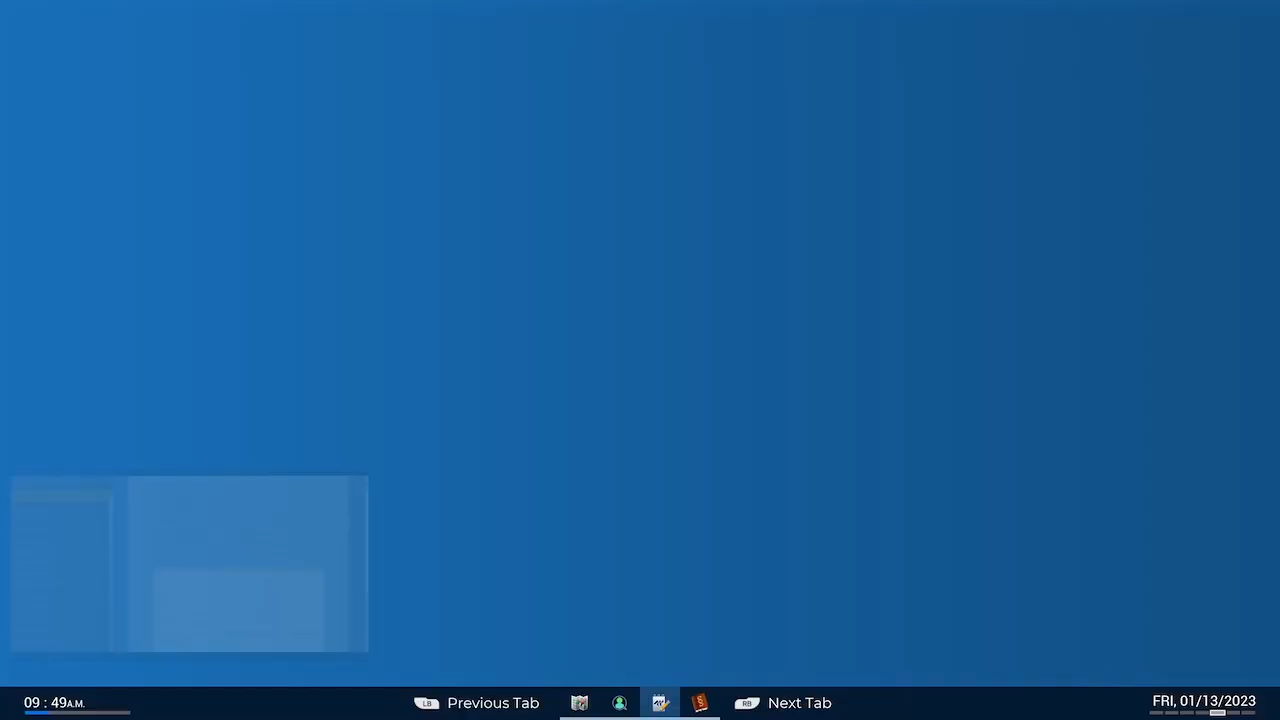 09 : 49A.M.
LB Previous Tab
RB Next Tab
FRI, 01/13/2023